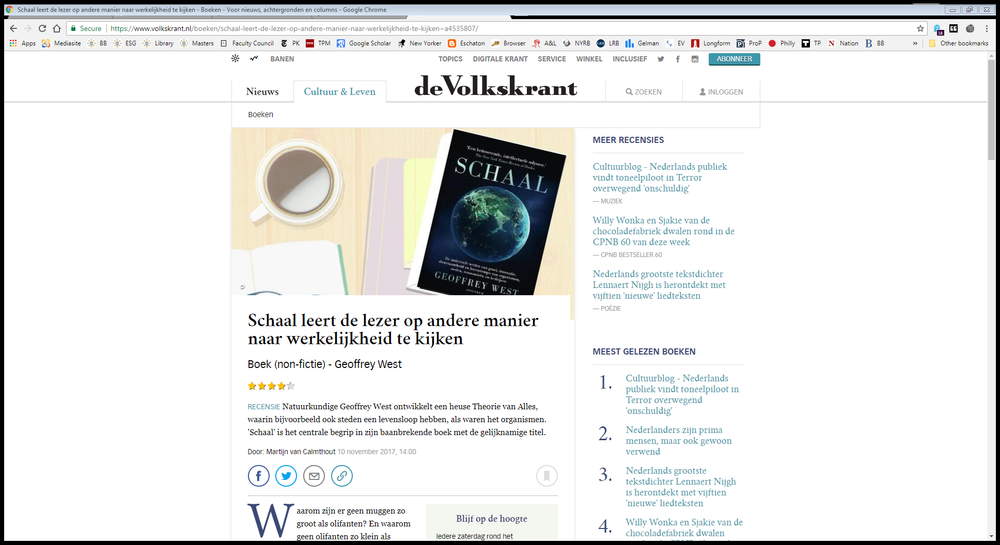 Schaal leert de lezer op andere manier naar werkelijkheid te kijken - Boeken - Voor nieuws, achtergronden en columns - Google Chrome
Secure https://www.volkskrant.nl/boeken/schaal-leert-de-lezer-op-andere-manier-naar-werkelijkheid-te-kijken~a4535807/
18
Apps Mediasite BB ESG Library Masters Faculty Council PK TPM TPM Google Scholar New Yorker Eschaton Browser A&L NYRB LRB LRB Gelman EV Longform ProP Philly T TP N Nation B BB » Other bookmarks
BANEN TOPICS DIGITALE KRANT SERVICE WINKEL INCLUSIEF ABONNEER
Nieuws Cultuur & Leven deVolkskrant ZOEKEN INLOGGEN
Boeken
'Een betoverende, intellectuele odyssee.'
The New York Times Review of Books
SCHAAL
De universele wetten van groei, innovatie,
duurzaamheid en levenstempo van organismen,
steden, economieën en bedrijven
GEOFFREY WEST
SPECTRUM
©
Schaal leert de lezer op andere manier
naar werkelijkheid te kijken
Boek (non-fictie) - Geoffrey West
RECENSIE Natuurkundige Geoffrey West ontwikkelt een heuse Theorie van Alles,
waarin bijvoorbeeld ook steden een levensloop hebben, als waren het organismen.
'Schaal' is het centrale begrip in zijn baanbrekende boek met de gelijknamige titel.
Door: Martijn van Calmthout 10 november 2017, 14:00
Waarom zijn er geen muggen zo
groot als olifanten? En waarom
geen olifanten zo klein als
Blijf op de hoogte
Iedere zaterdag rond het
MEER RECENSIES
Cultuurblog - Nederlands publiek
vindt toneelpiloot in Terror
overwegend 'onschuldig'
— MUZIEK
Willy Wonka en Sjakie van de
chocoladefabriek dwalen rond in de
CPNB 60 van deze week
— CPNB BESTSELLER 60
Nederlands grootste tekstdichter
Lennaert Nijgh is herontdekt met
vijftien 'nieuwe' liedteksten
— POËZIE
MEEST GELEZEN BOEKEN
1. Cultuurblog - Nederlands
publiek vindt toneelpiloot in
Terror overwegend
'onschuldig'
2. Nederlanders zijn prima
mensen, maar ook gewoon
verwend
3. Nederlands grootste
tekstdichter Lennaert Nijgh
is herontdekt met vijftien
'nieuwe' liedteksten
4. Willy Wonka en Sjakie van de
chocoladefabriek dwalen